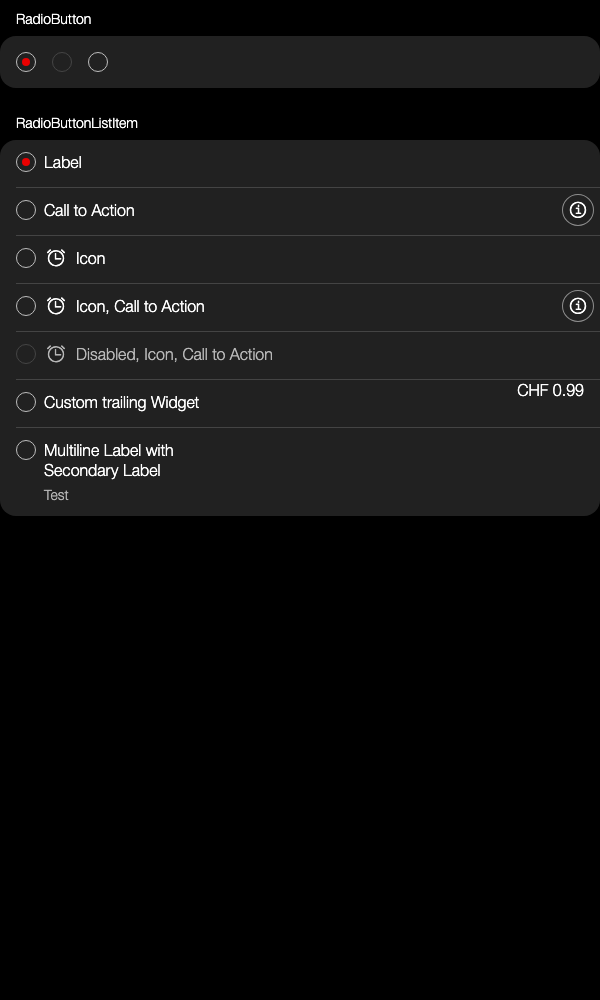 RadioButton
RadioButtonListItem
Label
Call to Action
Icon
Icon, Call to Action
Disabled, Icon, Call to Action
Custom trailing Widget
CHF 0.99
Multiline Label with
Secondary Label
Test